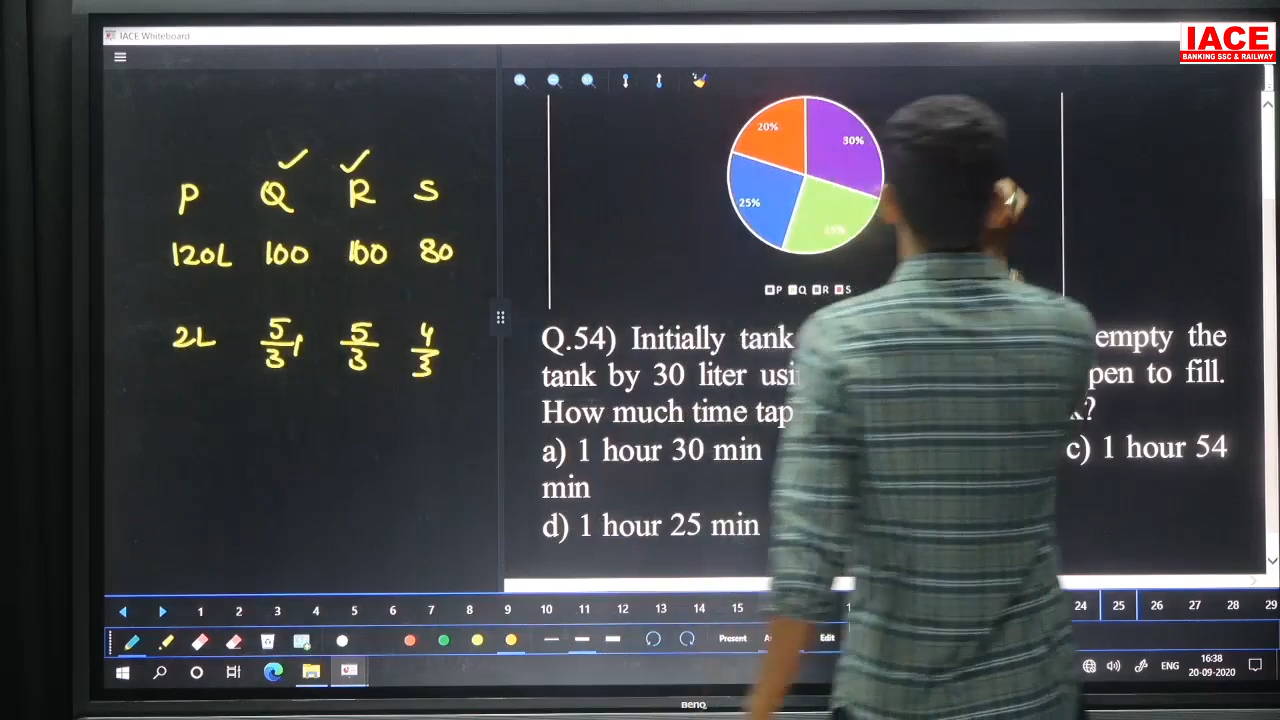 IACE
BANKING SSC & RAILWAY
IACE Whiteboard
P Q R S
120L 100 100 80
2L 5/3 5/3 4/3
20% 30%
25% 25%
P Q R S
Q.54) Initially tank empty the
tank by 30 liter pen to fill.
How much time
a) 1 hour 30 min c) 1 hour 54
min
d) 1 hour 25 min
1 2 3 4 5 6 7 8 9 10 11 12 13 14 15 24 25 26 27 28 29
Present Edit
ENG 16:38
20-09-2020
BENQ